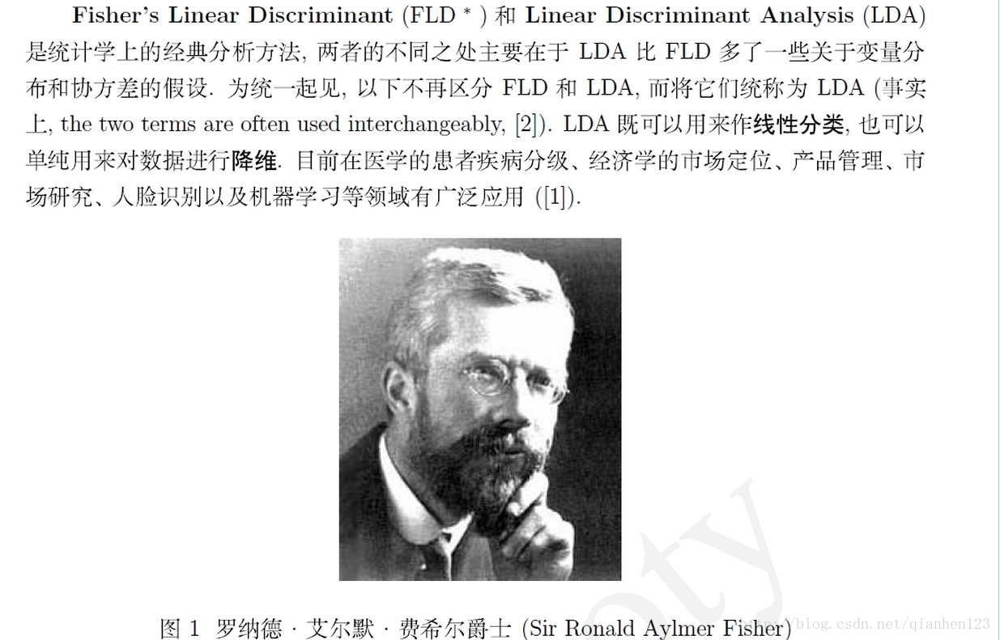 Fisher's Linear Discriminant (FLD * ) 和 Linear Discriminant Analysis (LDA)
是统计学上的经典分析方法, 两者的不同之处主要在于 LDA 比 FLD 多了一些关于变量分
布和协方差的假设. 为统一起见, 以下不再区分 FLD 和 LDA, 而将它们统称为 LDA (事实
上, the two terms are often used interchangeably, [2]). LDA 既可以用来作线性分类, 也可以
单纯用来对数据进行降维. 目前在医学的患者疾病分级、经济学的市场定位、产品管理、市
场研究、人脸识别以及机器学习等领域有广泛应用 ([1]).
oty
图 1 罗纳德 · 艾尔默 · 费希尔爵士 (Sir Ronald Aylmer Fisher)
http://blog.csdn.net/qianhen123